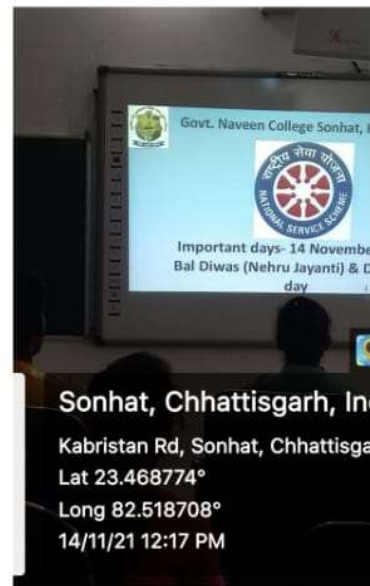 Govt. Naveen College Sonhat,
राष्ट्रीय सेवा योजना
NATIONAL SERVICE SCHEME
Important days- 14 Novembe
Bal Diwas (Nehru Jayanti) & D
day
Sonhat, Chhattisgarh, In
Kabristan Rd, Sonhat, Chhattisga
Lat 23.468774°
Long 82.518708°
14/11/21 12:17 PM